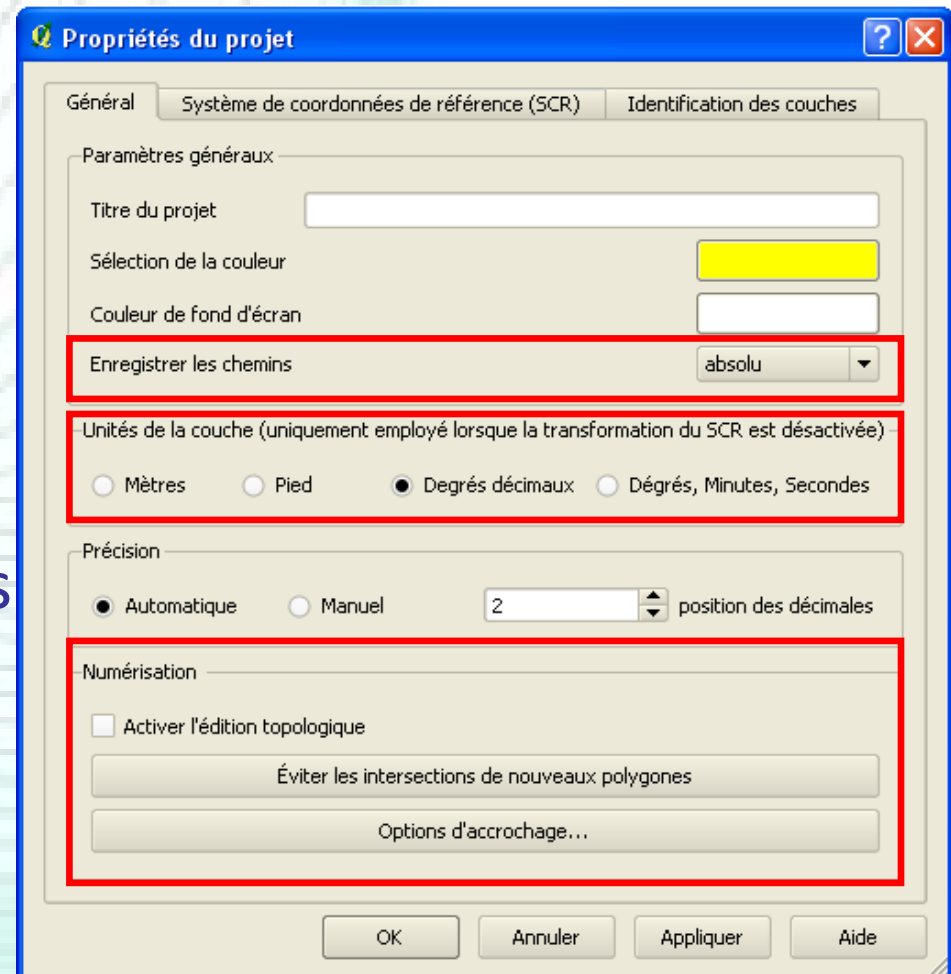 Propriétés du projet
Général
Système de coordonnées de référence (SCR)
Identification des couches
Paramètres généraux
Titre du projet
Sélection de la couleur
Couleur de fond d'écran
Enregistrer les chemins
absolu
Unités de la couche (uniquement employé lorsque la transformation du SCR est désactivée)
Mètres
Pied
Degrés décimaux
Dégrés, Minutes, Secondes
Précision
s
Automatique
Manuel
2
position des décimales
Numérisation
Activer l'édition topologique
Éviter les intersections de nouveaux polygones
Options d'accrochage...
OK
Annuler
Appliquer
Aide